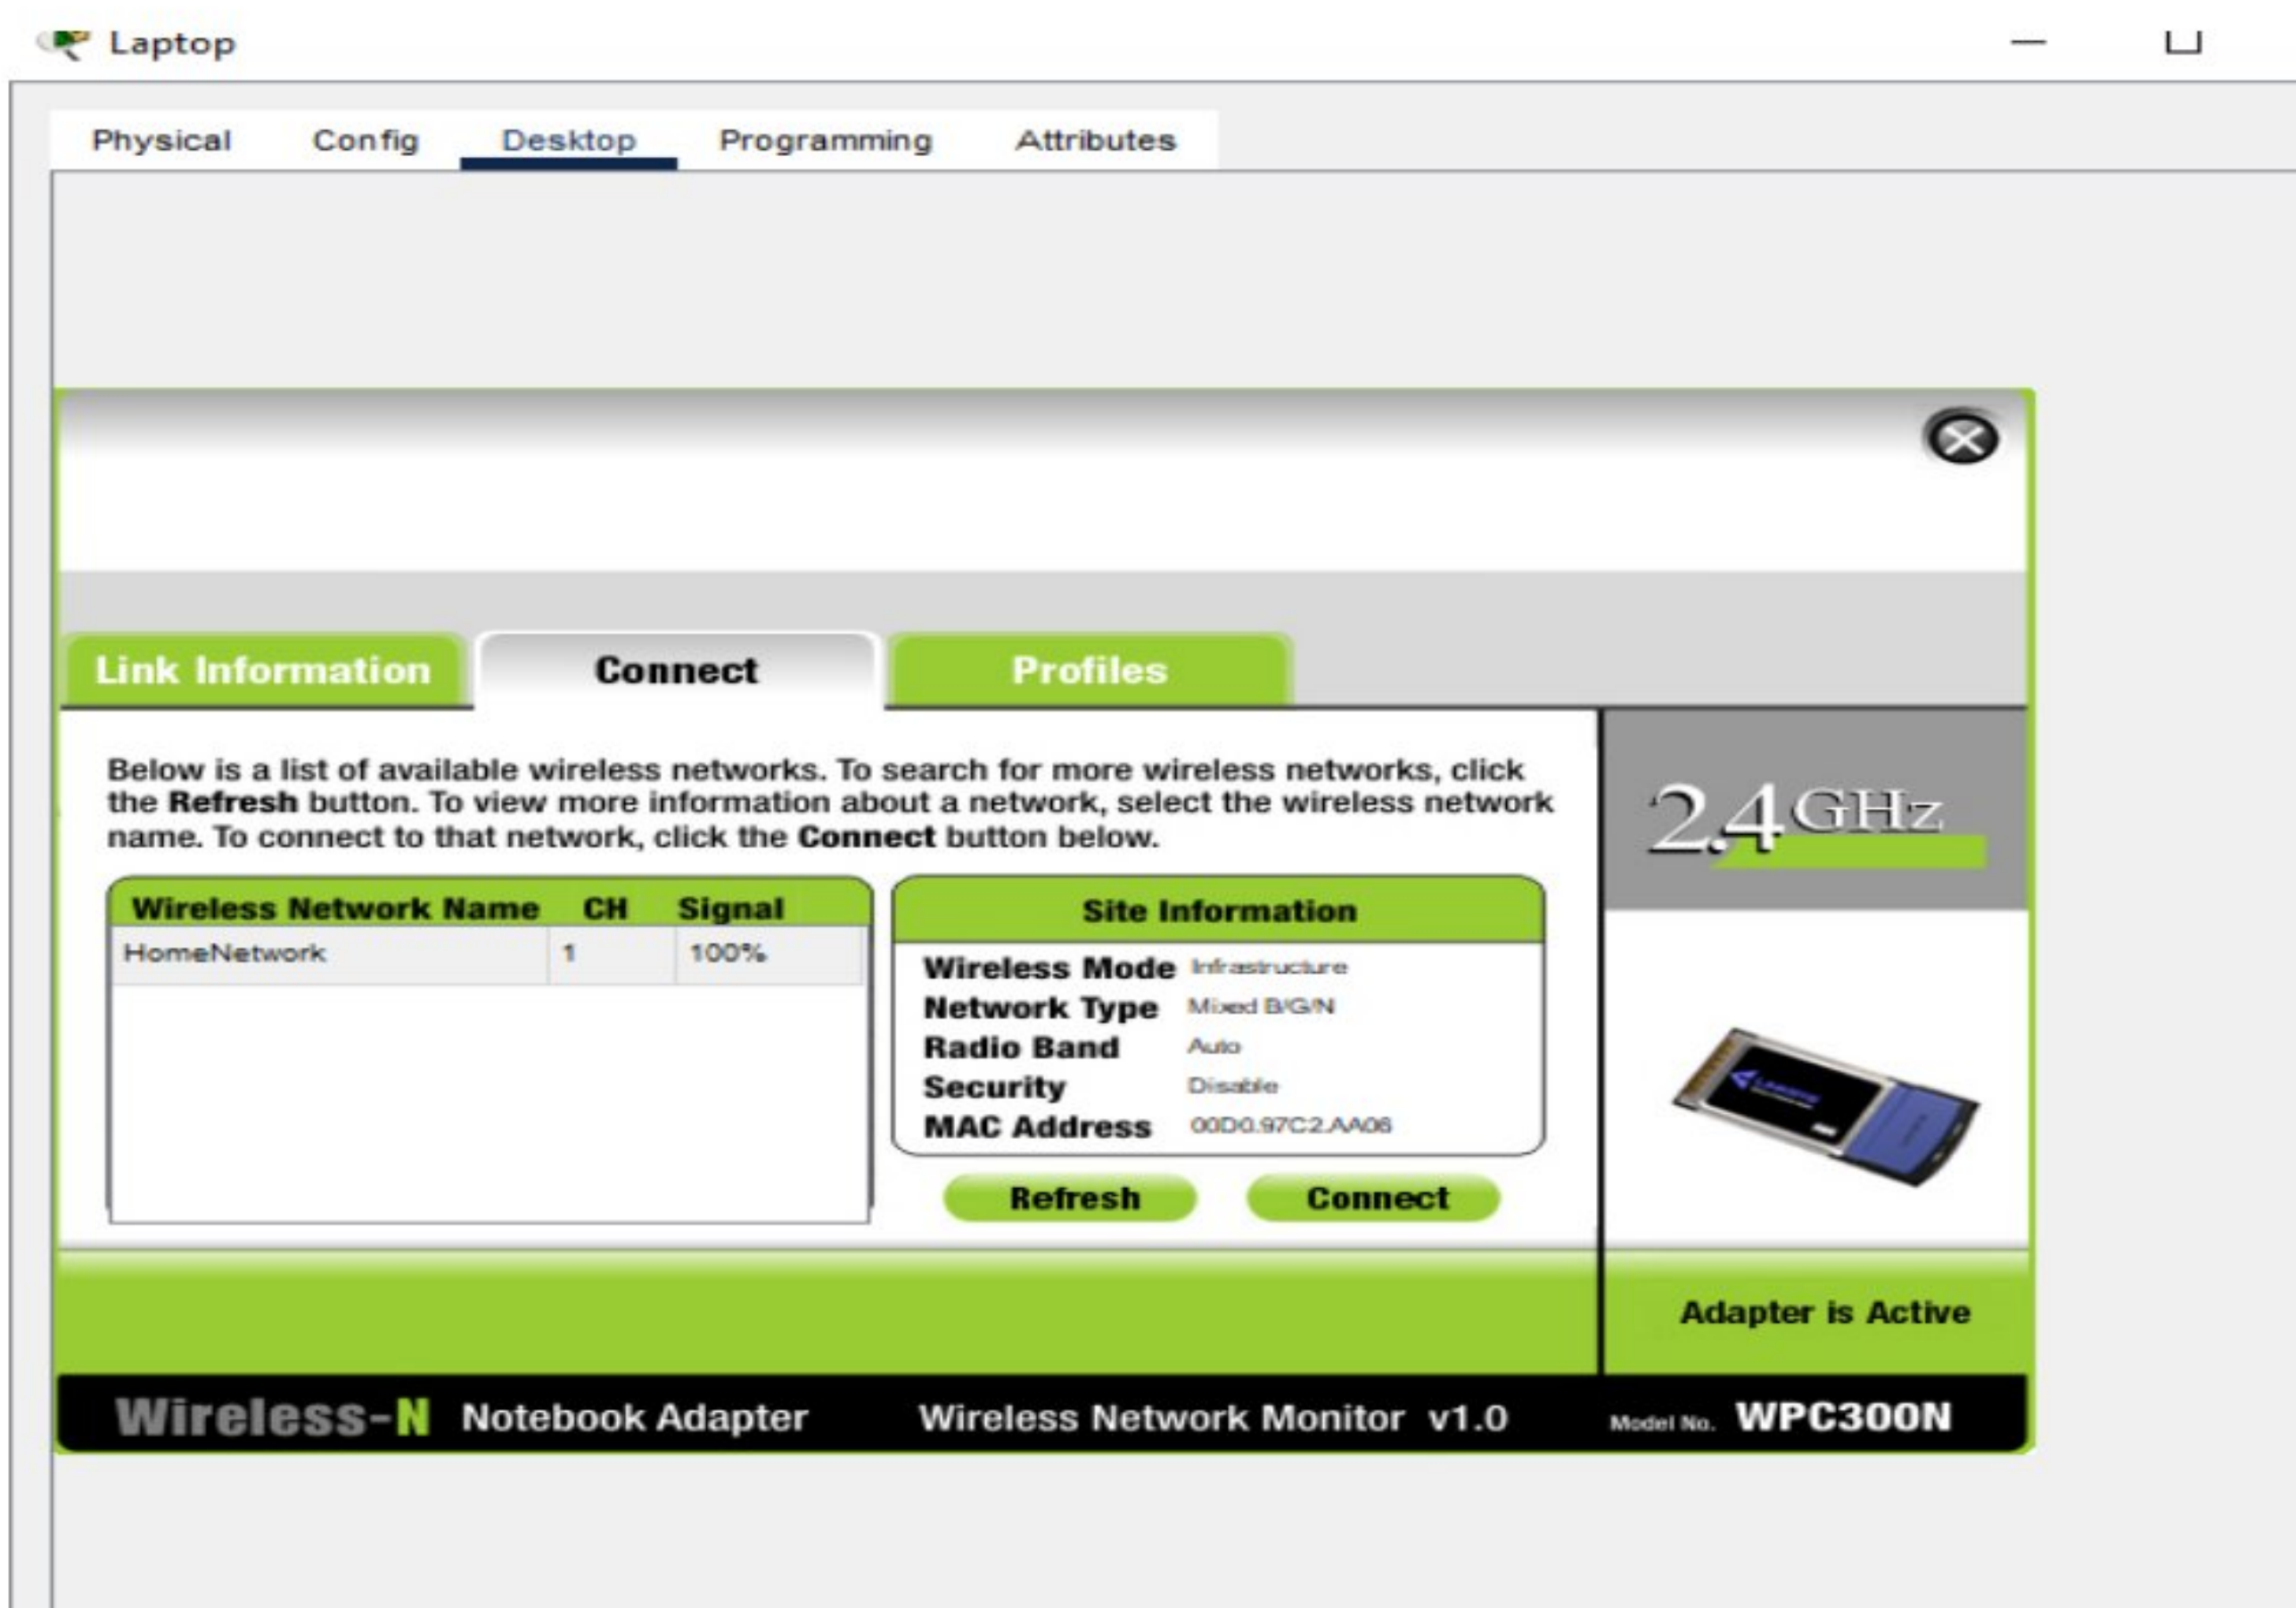 Laptop
Physical Config Desktop Programming Attributes
Link Information Connect Profiles
Below is a list of available wireless networks. To search for more wireless networks, click
the Refresh button. To view more information about a network, select the wireless network
name. To connect to that network, click the Connect button below.
2.4GHz
Wireless Network Name CH Signal
HomeNetwork 1 100%
Site Information
Wireless Mode Infrastructure
Network Type Mixed B/G/N
Radio Band Auto
Security Disable
MAC Address 00D0.97C2.AA06
Refresh Connect
Adapter is Active
Wireless-N Notebook Adapter Wireless Network Monitor v1.0 Model No. WPC300N